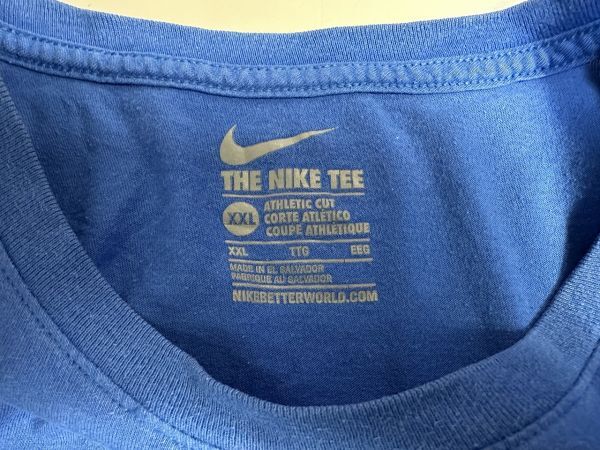 THE NIKE TEE
XXL
ATHLETIC CUT
CORTE ATLÉTICO
COUPE ATHLÉTIQUE
XXL TTG EEG
MADE IN EL SALVADOR
FABRIQUE AU SALVADOR
NIKEBETTERWORLD.COM